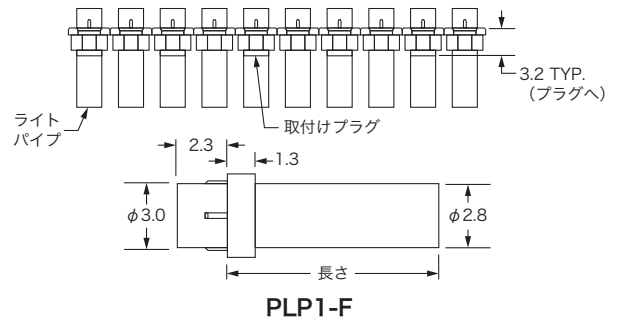 3.2 TYP.
(プラグへ)
ライト
パイプ
取付けプラグ
2.3
1.3
φ3.0
φ2.8
長さ
PLP1-F